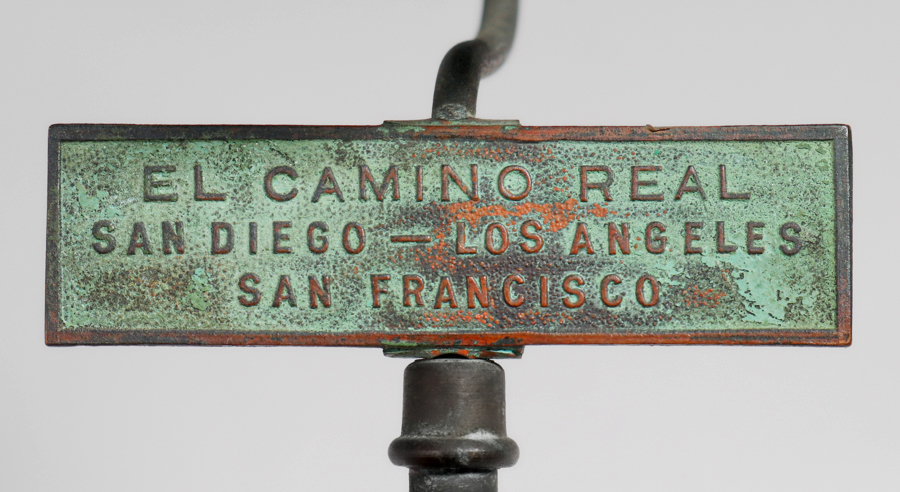 EL CAMINO REAL
SAN DIEGO – LOS ANGELES
SAN FRANCISCO